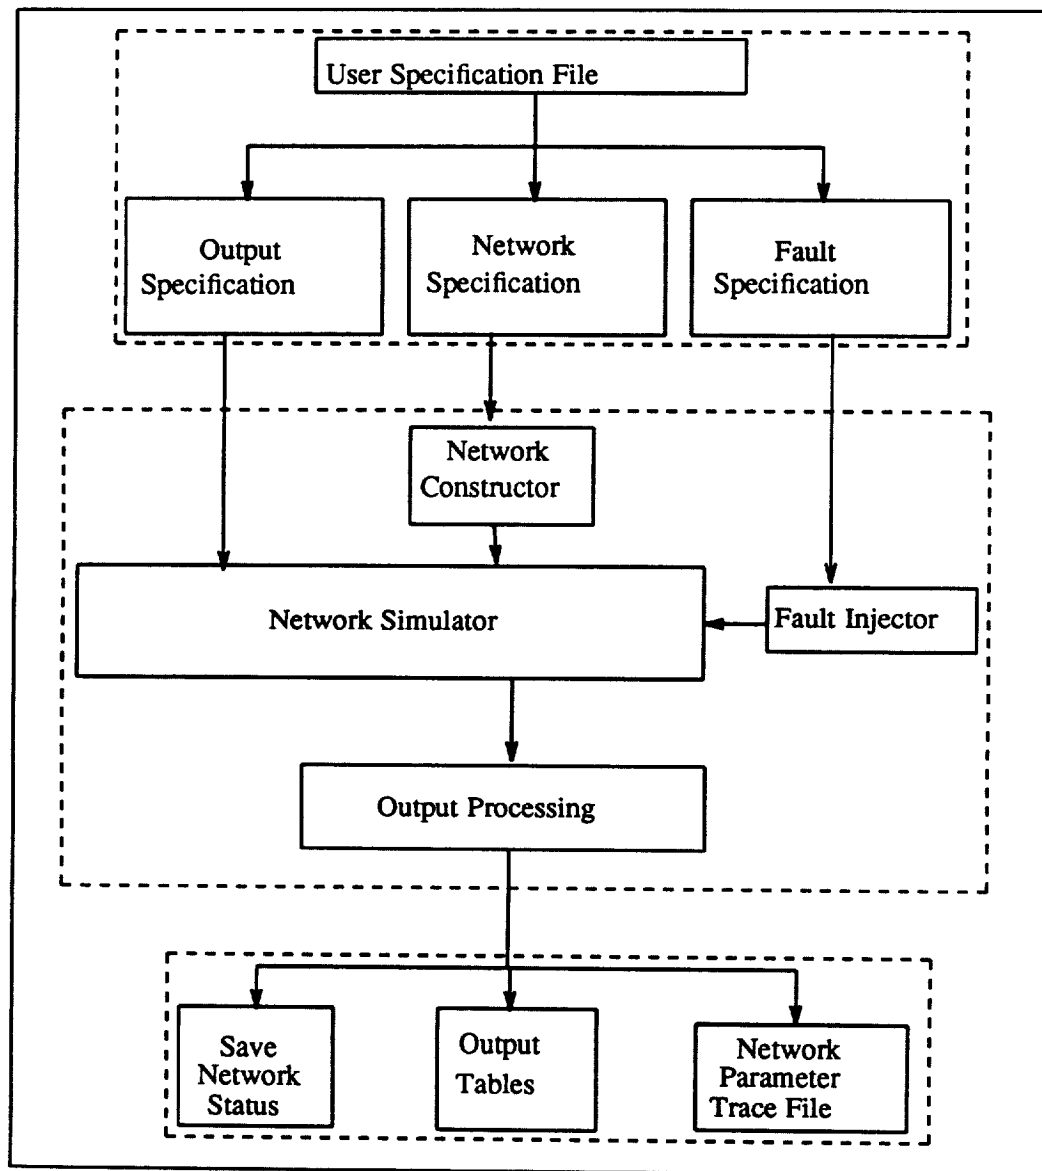 User Specification File
Output
Specification
Network
Specification
Fault
Specification
Network
Constructor
Network Simulator
Fault Injector
Output Processing
Save
Network
Status
Output
Tables
Network
Parameter
Trace File